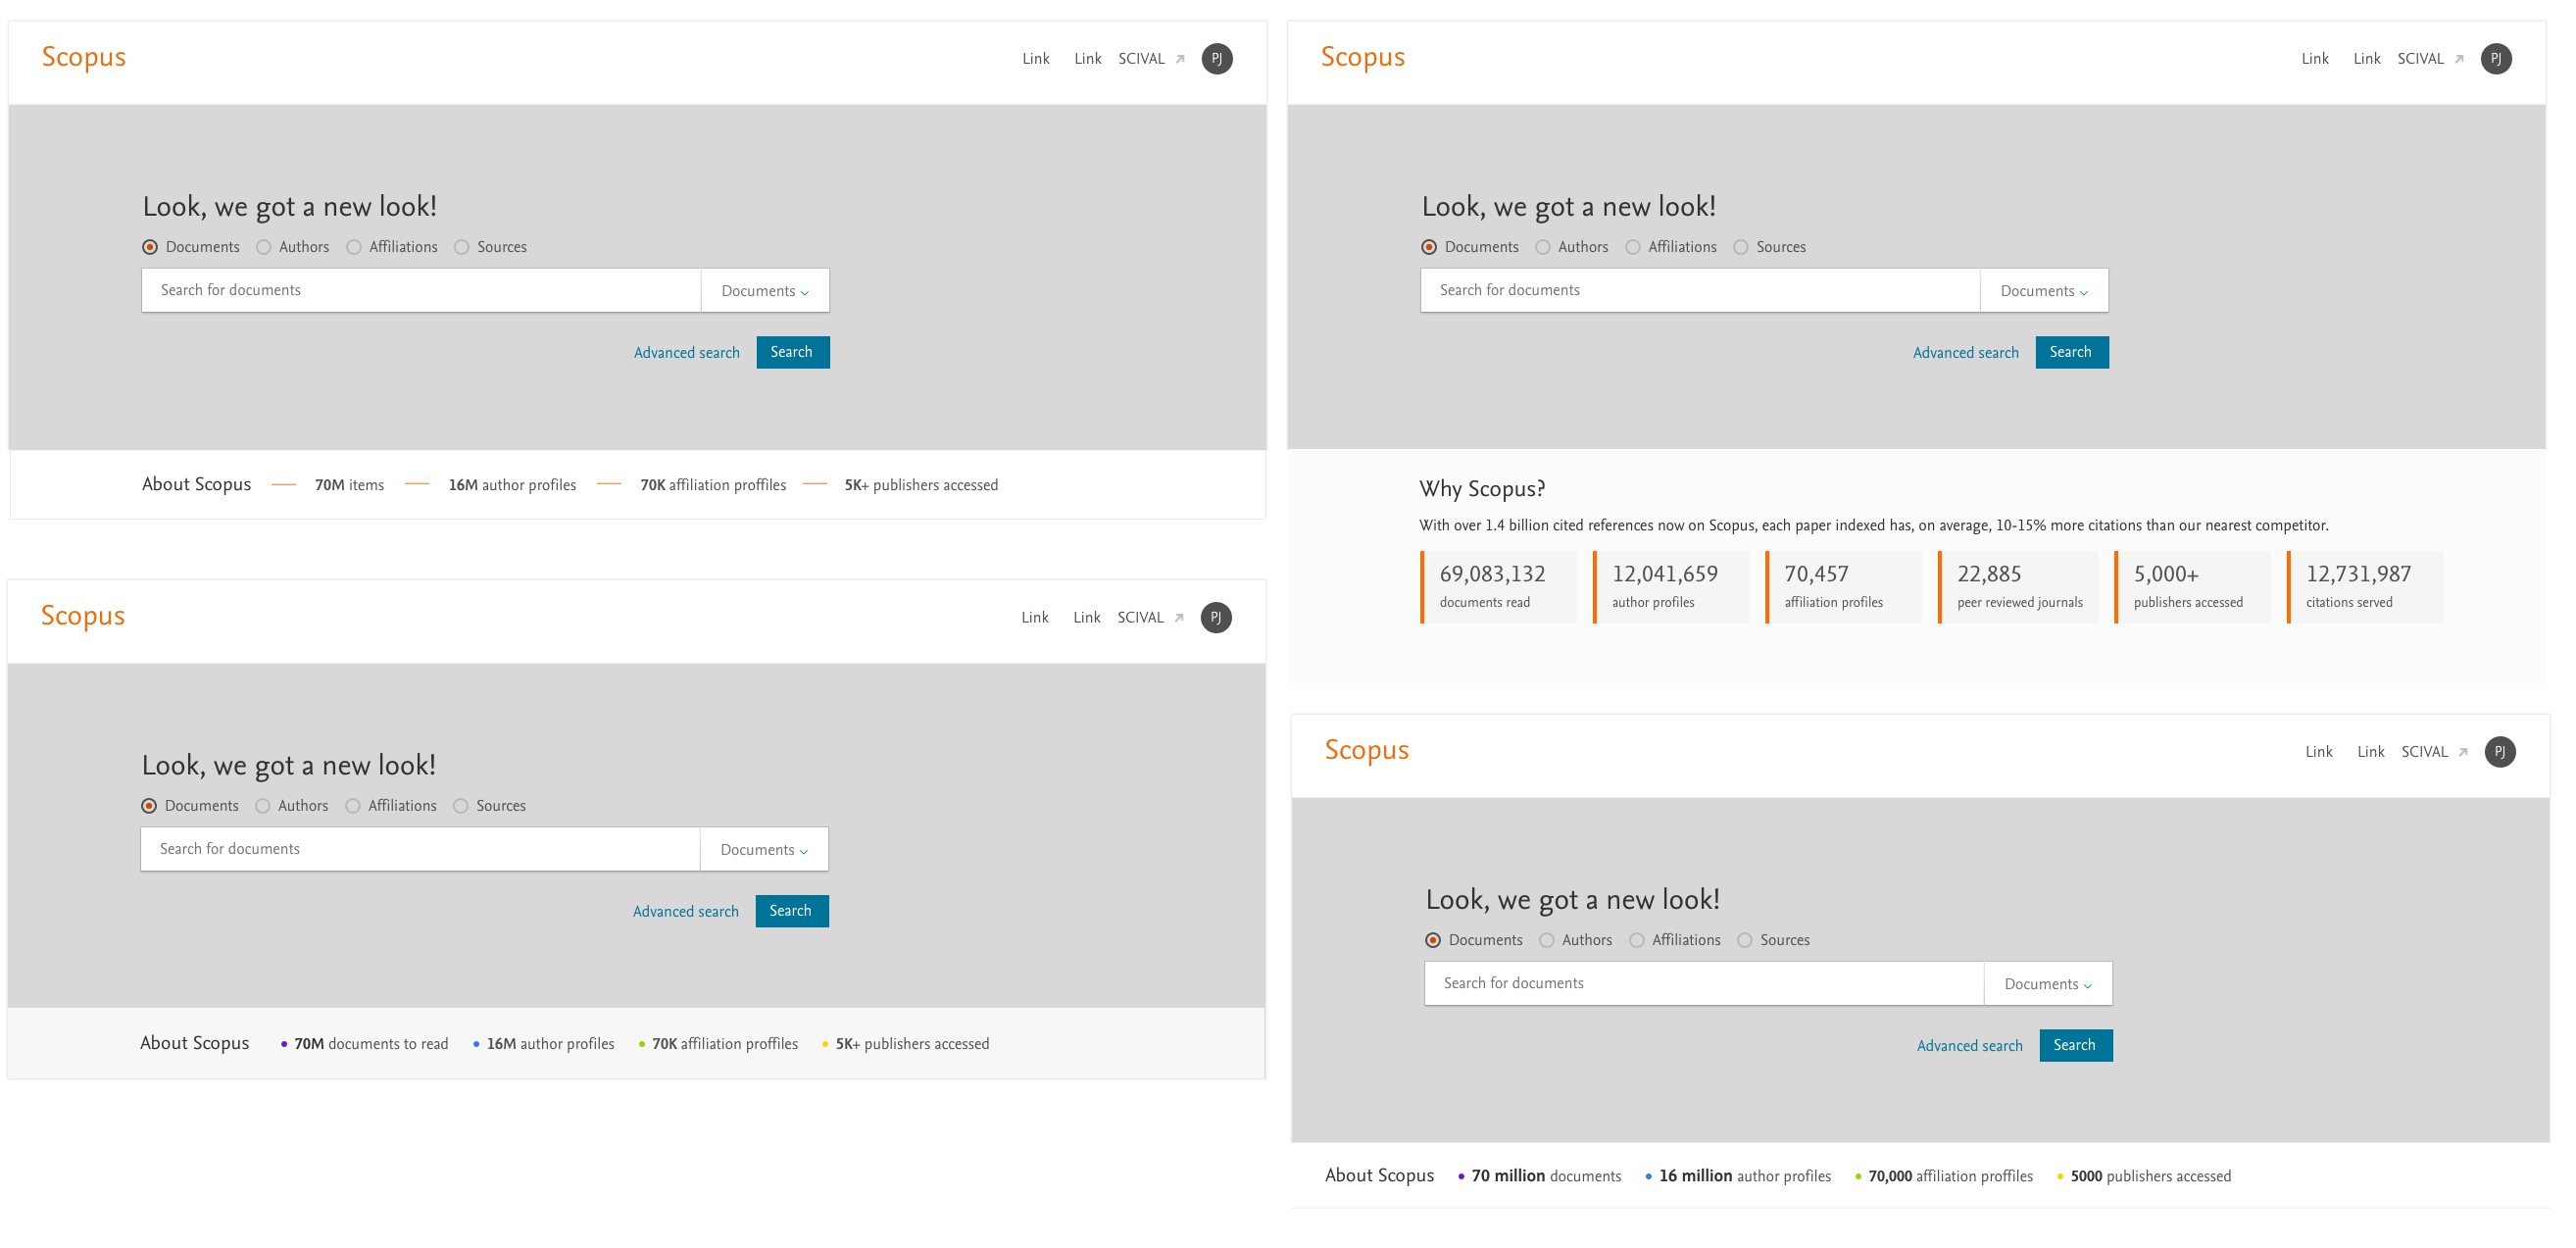 Scopus
Link Link SCIVAL PJ
Look, we got a new look!
Documents Authors Affiliations Sources
Search for documents Documents
Advanced search Search
About Scopus 70M items 16M author profiles 70K affiliation proffiles 5K+ publishers accessed
Scopus
Link Link SCIVAL PJ
Look, we got a new look!
Documents Authors Affiliations Sources
Search for documents Documents
Advanced search Search
Why Scopus?
With over 1.4 billion cited references now on Scopus, each paper indexed has, on average, 10-15% more citations than our nearest competitor.
69,083,132 12,041,659 70,457 22,885 5,000+ 12,731,987
documents read author profiles affiliation profiles peer reviewed journals publishers accessed citations served
Scopus
Link Link SCIVAL PJ
Look, we got a new look!
Documents Authors Affiliations Sources
Search for documents Documents
Advanced search Search
About Scopus 70M documents to read 16M author profiles 70K affiliation proffiles 5K+ publishers accessed
Scopus
Link Link SCIVAL PJ
Look, we got a new look!
Documents Authors Affiliations Sources
Search for documents Documents
Advanced search Search
About Scopus 70 million documents 16 million author profiles 70,000 affiliation proffiles 5000 publishers accessed